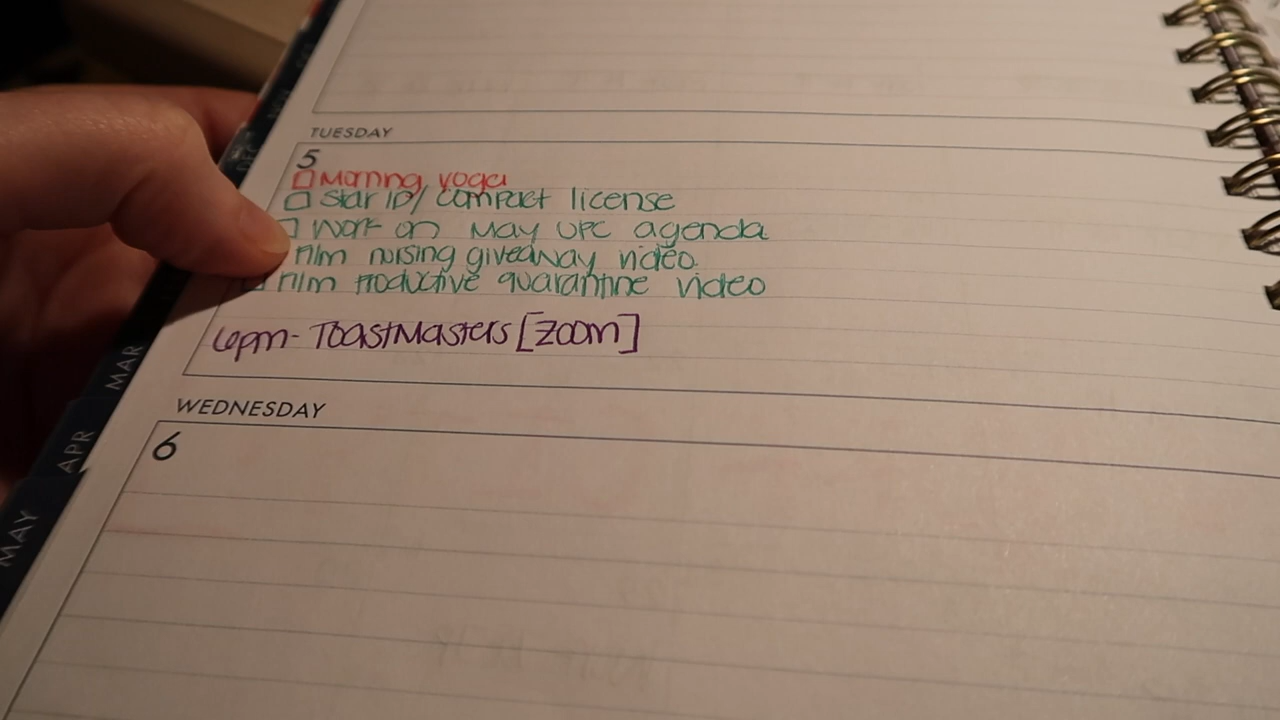 TUESDAY
5
Morning yoga
Star ID/ compact license
Work on May UPC agenda
Film nursing giveaway video
Film productive quarantine video
6pm- ToastMasters [Zoom]
WEDNESDAY
6
MAR
APR
MAY